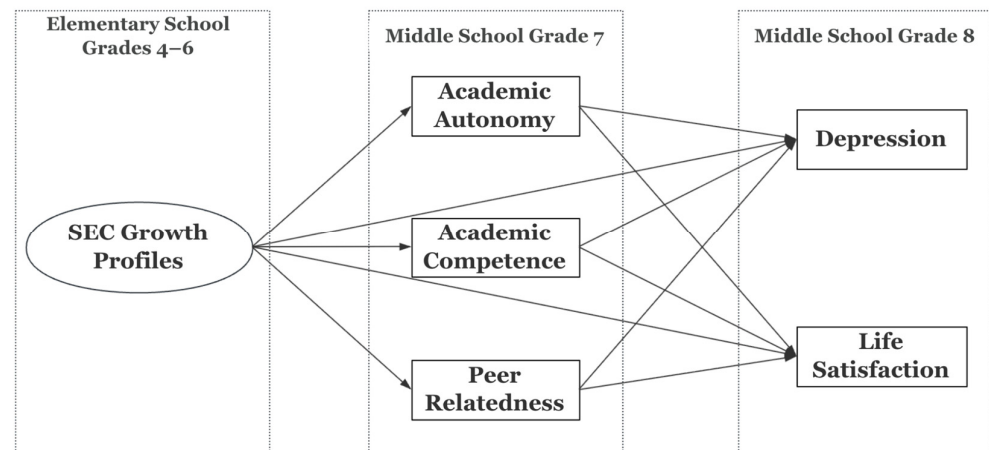 Elementary School
Grades 4–6
SEC Growth
Profiles
Middle School Grade 7
Academic
Autonomy
Academic
Competence
Peer
Relatedness
Middle School Grade 8
Depression
Life
Satisfaction